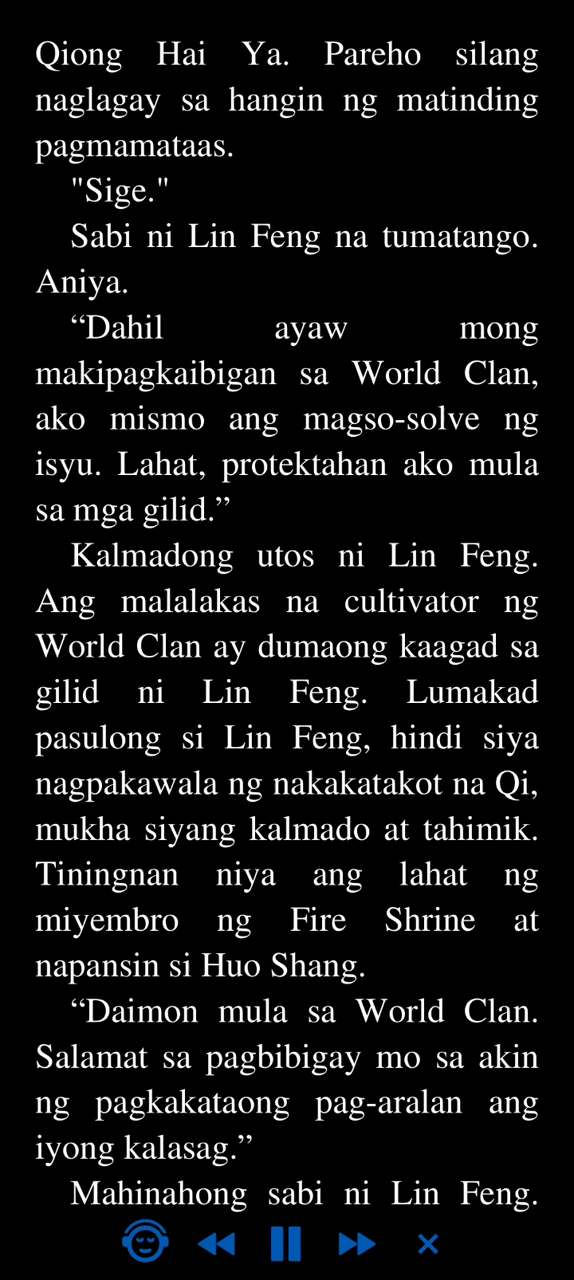 Qiong Hai Ya. Pareho silang
naglagay sa hangin ng matinding
pagmamataas.
"Sige."
Sabi ni Lin Feng na tumatango.
Aniya.
“Dahil ayaw mong
makipagkaibigan sa World Clan,
ako mismo ang magso-solve ng
isyu. Lahat, protektahan ako mula
sa mga gilid.”
Kalmadong utos ni Lin Feng.
Ang malalakas na cultivator ng
World Clan ay dumaong kaagad sa
gilid ni Lin Feng. Lumakad
pasulong si Lin Feng, hindi siya
nagpakawala ng nakakatakot na Qi,
mukha siyang kalmado at tahimik.
Tiningnan niya ang lahat ng
miyembro ng Fire Shrine at
napansin si Huo Shang.
“Daimon mula sa World Clan.
Salamat sa pagbibigay mo sa akin
ng pagkakataong pag-aralan ang
iyong kalasag.”
Mahinahong sabi ni Lin Feng.